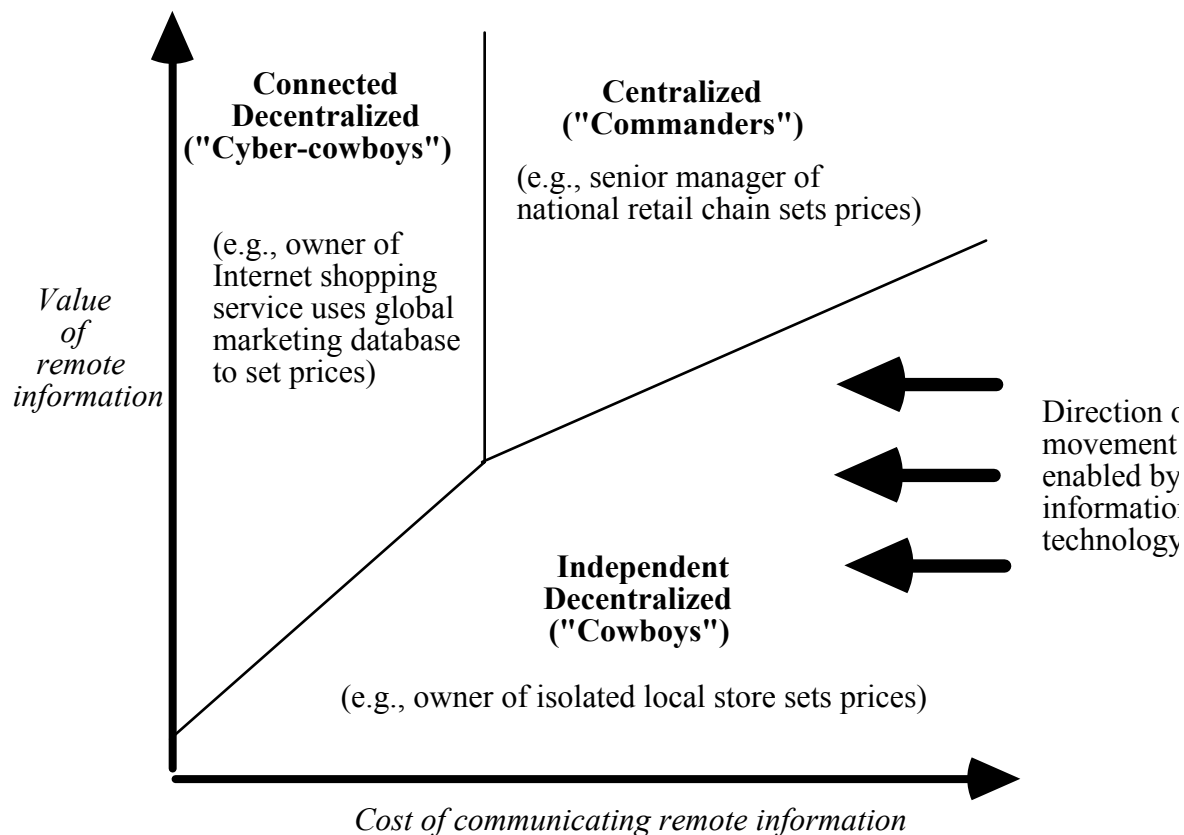 Connected
Decentralized
("Cyber-cowboys")
(e.g., owner of
Internet shopping
service uses global
marketing database
to set prices)
Centralized
("Commanders")
(e.g., senior manager of
national retail chain sets prices)
Value
of
remote
information
Direction
movement
enabled by
information
technology
Independent
Decentralized
("Cowboys")
(e.g., owner of isolated local store sets prices)
Cost of communicating remote information